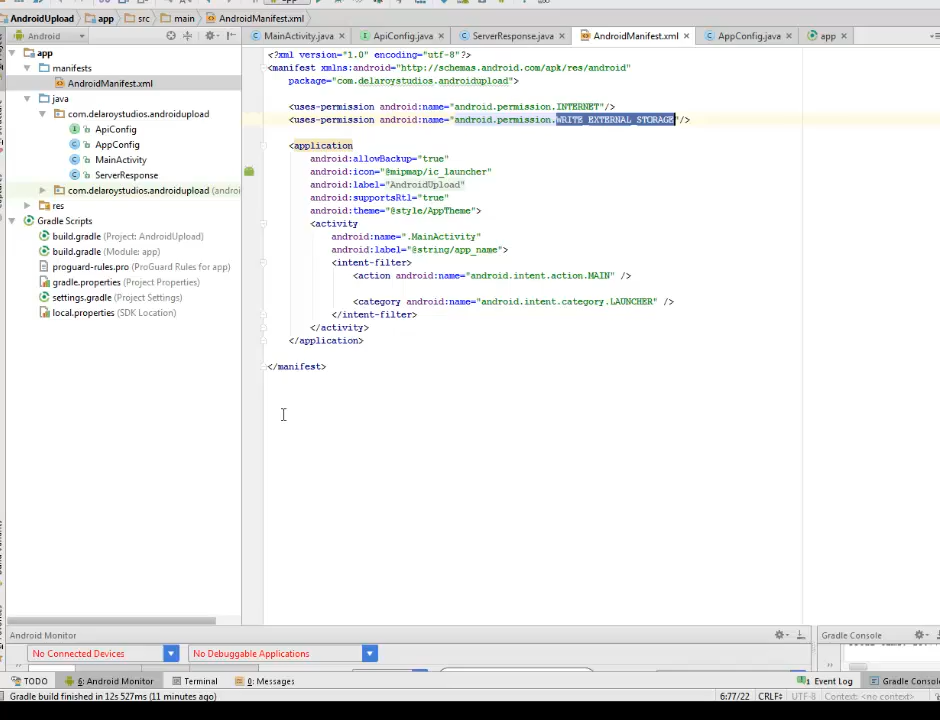 AndroidUpload app src main AndroidManifest.xml
Android MainActivity.java ApiConfig.java ServerResponse.java AndroidManifest.xml AppConfig.java app
app
manifests
AndroidManifest.xml
java
com.delaroystudios.androidupload
ApiConfig
AppConfig
MainActivity
ServerResponse
com.delaroystudios.androidupload (androi
res
Gradle Scripts
build.gradle (Project: AndroidUpload)
build.gradle (Module: app)
proguard-rules.pro (ProGuard Rules for app)
gradle.properties (Project Properties)
settings.gradle (Project Settings)
local.properties (SDK Location)
<?xml version="1.0" encoding="utf-8"?>
<manifest xmlns:android="http://schemas.android.com/apk/res/android"
package="com.delaroystudios.androidupload">
<uses-permission android:name="android.permission.INTERNET"/>
<uses-permission android:name="android.permission.WRITE_EXTERNAL_STORAGE"/>
<application
android:allowBackup="true"
android:icon="@mipmap/ic_launcher"
android:label="AndroidUpload"
android:supportsRtl="true"
android:theme="@style/AppTheme">
<activity
android:name=".MainActivity"
android:label="@string/app_name">
<intent-filter>
<action android:name="android.intent.action.MAIN" />
<category android:name="android.intent.category.LAUNCHER" />
</intent-filter>
</activity>
</application>
</manifest>
Android Monitor Gradle Console
No Connected Devices No Debuggable Applications
TODO 6: Android Monitor Terminal 0: Messages Event Log Gradle Console
Gradle build finished in 12s 527ms (11 minutes ago) 6:77/22 CRLF UTF-8 Context: <no context>